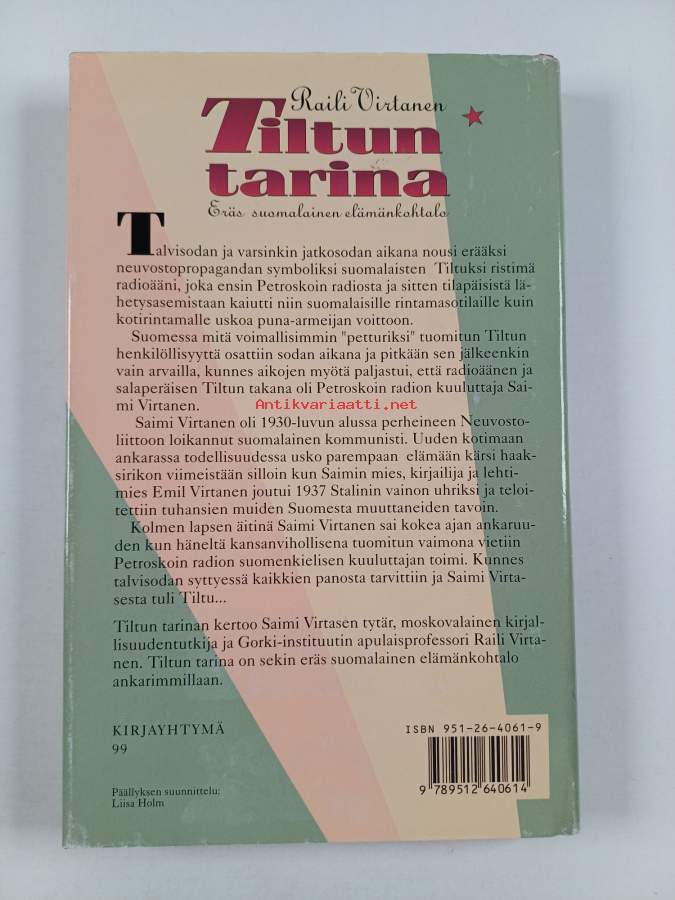 Raili Virtanen
Tiltun
tarina
Eräs suomalainen elämänkohtalo
Talvisodan ja varsinkin jatkosodan aikana nousi erääksi
neuvostopropagandan symboliksi suomalaisten Tiltuksi ristimä
radioääni, joka ensin Petroskoin radiosta ja sitten tilapäisistä lä-
hetysasemistaan kaiutti niin suomalaisille rintamasotilaille kuin
kotirintamalle uskoa puna-armeijan voittoon.
Suomessa mitä voimallisimmin "petturiksi" tuomitun Tiltun
henkilöllisyyttä osattiin sodan aikana ja pitkään sen jälkeenkin
vain arvailla, kunnes aikojen myötä paljastui, että radioäänen ja
salaperäisen Tiltun takana oli Petroskoin radion kuuluttaja Sai-
mi Virtanen.
Antikvariaatti.net
Saimi Virtanen oli 1930-luvun alussa perheineen Neuvosto-
liittoon loikannut suomalainen kommunisti. Uuden kotimaan
ankarassa todellisuudessa usko parempaan elämään kärsi haak-
sirikon viimeistään silloin kun Saimin mies, kirjailija ja lehti-
mies Emil Virtanen joutui 1937 Stalinin vainon uhriksi ja teloi-
tettiin tuhansien muiden Suomesta muuttaneiden tavoin.
Kolmen lapsen äitinä Saimi Virtanen sai kokea ajan ankaruu-
den kun häneltä kansanvihollisena tuomitun vaimona vietiin
Petroskoin radion suomenkielisen kuuluttajan toimi. Kunnes
talvisodan syttyessä kaikkien panosta tarvittiin ja Saimi Virta-
sesta tuli Tiltu...
Tiltun tarinan kertoo Saimi Virtasen tytär, moskovalainen kirjal-
lisuudentutkija ja Gorki-instituutin apulaisprofessori Raili Virta-
nen. Tiltun tarina on sekin eräs suomalainen elämänkohtalo
ankarimmillaan.
KIRJAYHTYMÄ
99
ISBN 951-26-4061-9
9 789512 640614
Päällyksen suunnittelu:
Liisa Holm